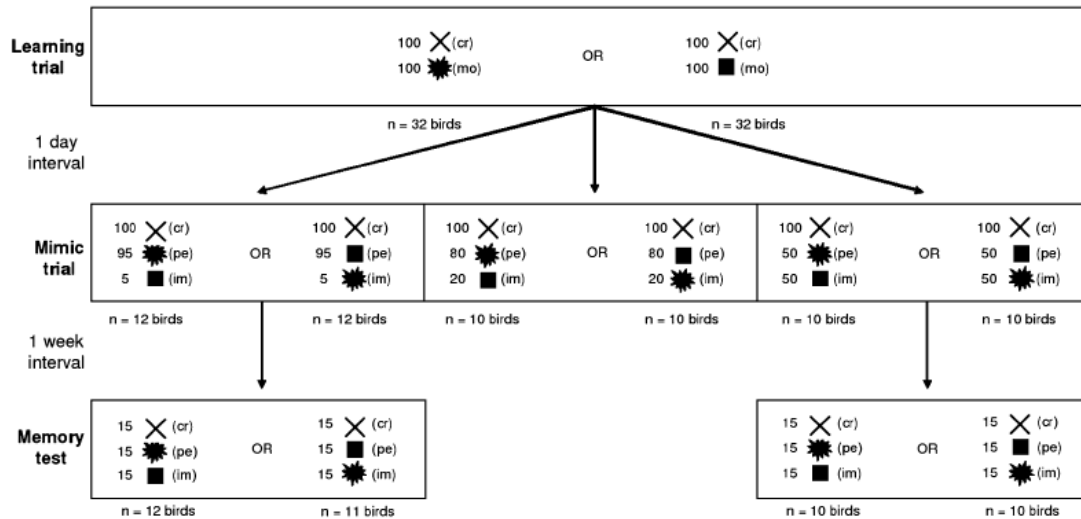 Learning trial
100 (cr)
100 (mo)
OR
100 (cr)
100 (mo)
1 day interval
n = 32 birds
n = 32 birds
Mimic trial
100 (cr)
95 (pe)
5 (im)
OR
100 (cr)
95 (pe)
5 (im)
100 (cr)
80 (pe)
20 (im)
OR
100 (cr)
80 (pe)
20 (im)
100 (cr)
50 (pe)
50 (im)
OR
100 (cr)
50 (pe)
50 (im)
n = 12 birds
n = 12 birds
n = 10 birds
n = 10 birds
n = 10 birds
n = 10 birds
1 week interval
Memory test
15 (cr)
15 (pe)
15 (im)
OR
15 (cr)
15 (pe)
15 (im)
15 (cr)
15 (pe)
15 (im)
OR
15 (cr)
15 (pe)
15 (im)
n = 12 birds
n = 11 birds
n = 10 birds
n = 10 birds